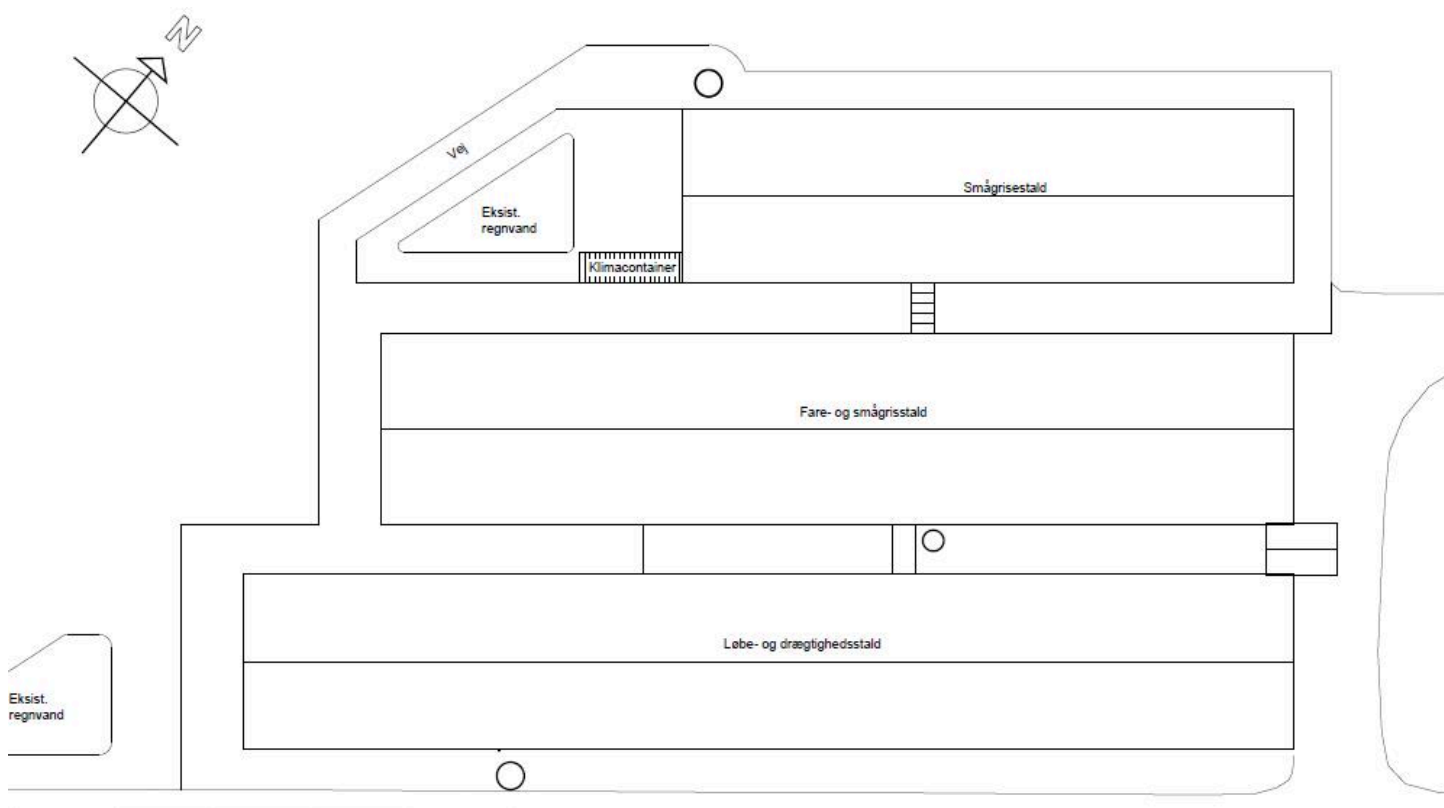 N
Vej
Smågrisestald
Eksist.
regnvand
Klimacontainer
Fare- og smågrisstald
Løbe- og drægtighedsstald
Eksist.
regnvand